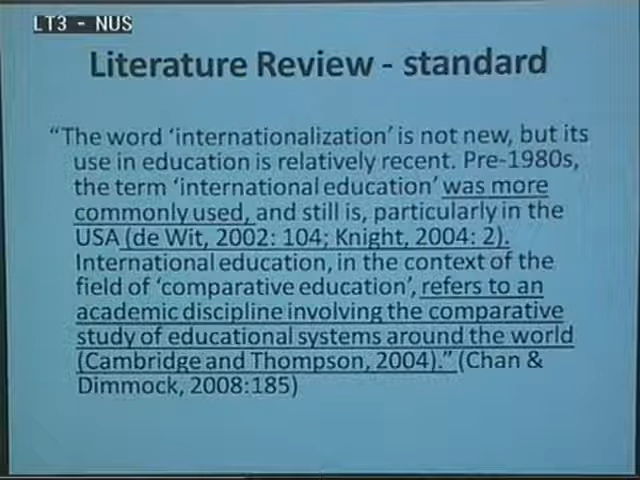 LT3 - NUS
Literature Review - standard
“The word ‘internationalization’ is not new, but its
use in education is relatively recent. Pre-1980s,
the term ‘international education’ was more
commonly used, and still is, particularly in the
USA (de Wit, 2002: 104; Knight, 2004: 2).
International education, in the context of the
field of ‘comparative education’, refers to an
academic discipline involving the comparative
study of educational systems around the world
(Cambridge and Thompson, 2004).” (Chan &
Dimmock, 2008:185)